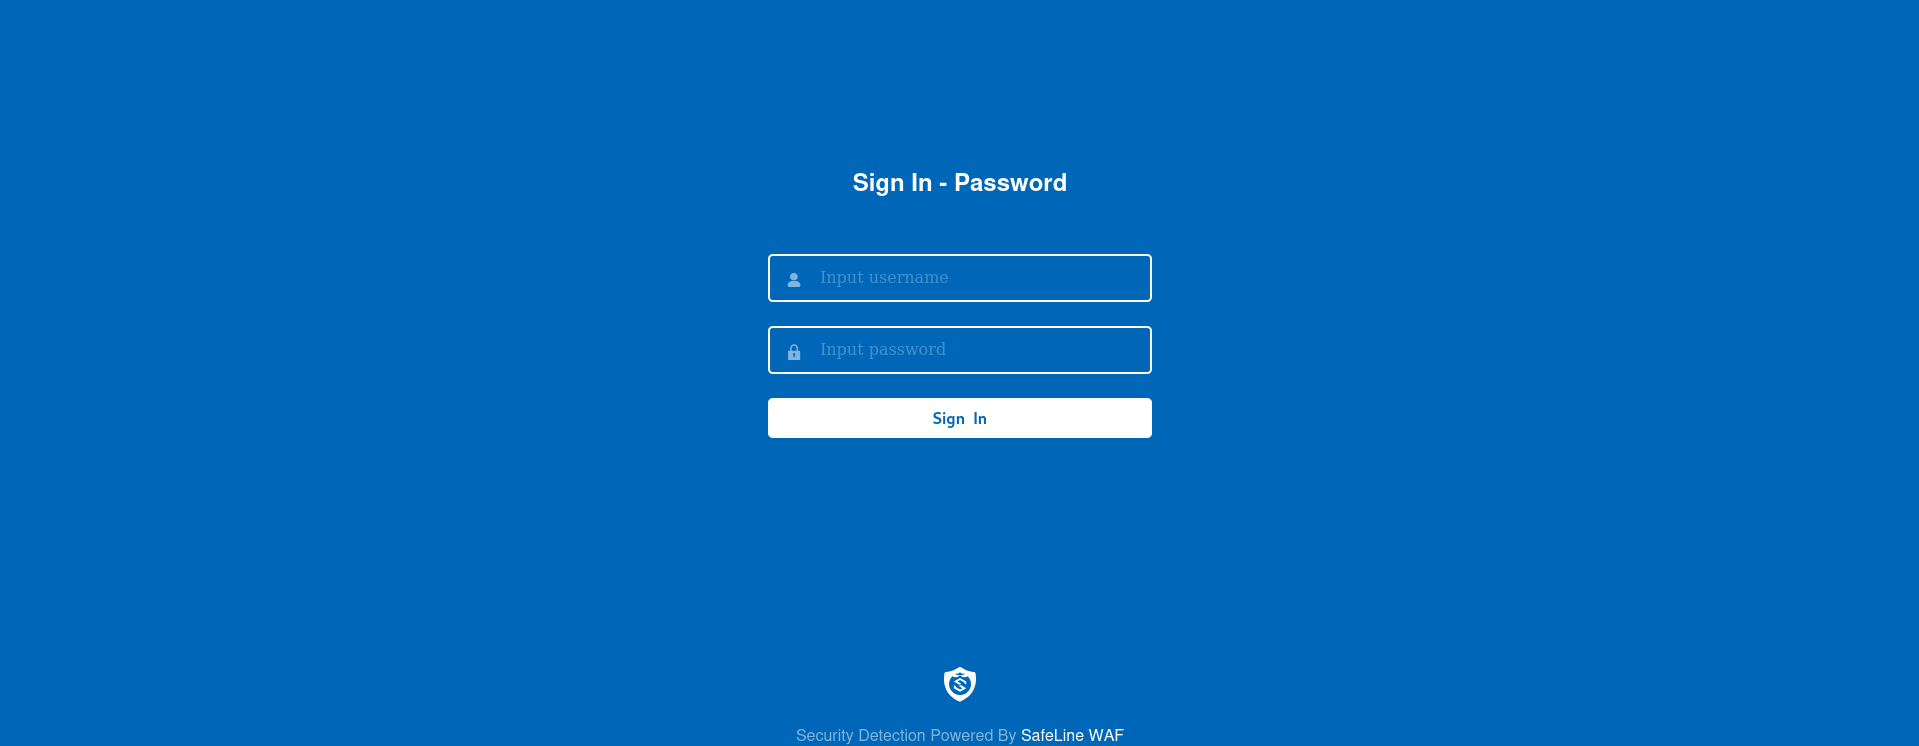 Sign In - Password
Input username
Input password
Sign In
Security Detection Powered By SafeLine WAF